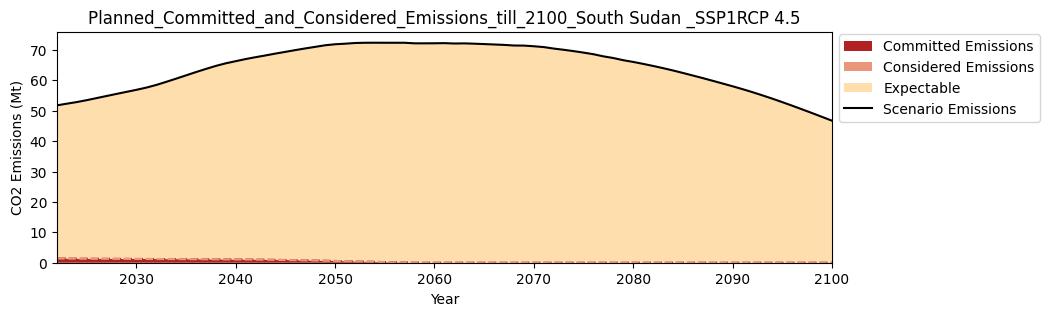 Planned_Committed_and_Considered_Emissions_till_2100_South Sudan _SSP1RCP 4.5
Committed Emissions
Considered Emissions
Expectable
Scenario Emissions
CO2 Emissions (Mt)
70
60
50
40
30
20
10
0
2030
2040
2050
2060
2070
2080
2090
2100
Year